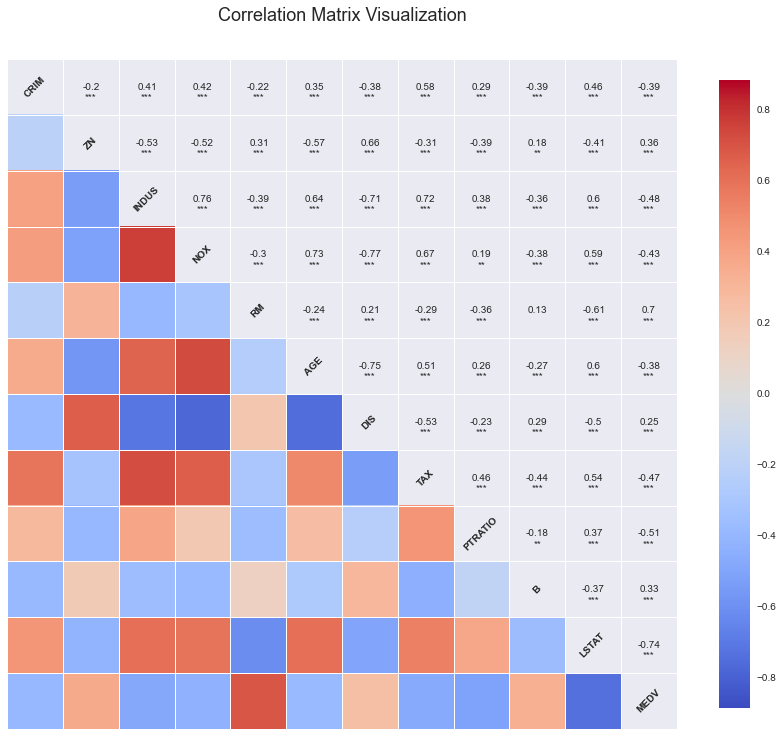 Correlation Matrix Visualization
CRIM -0.2 0.41 0.42 -0.22 0.35 -0.38 0.58 0.29 -0.39 0.46 -0.39
*** *** *** *** *** *** *** *** *** *** ***
ZN -0.53 -0.52 0.31 -0.57 0.66 -0.31 -0.39 0.18 -0.41 0.36
*** *** *** *** *** *** *** ** *** ***
INDUS 0.76 -0.39 0.64 -0.71 0.72 0.38 -0.36 0.6 -0.48
*** *** *** *** *** *** *** *** ***
NOX -0.3 0.73 -0.77 0.67 0.19 -0.38 0.59 -0.43
*** *** *** *** ** *** *** ***
RM -0.24 0.21 -0.29 -0.36 0.13 -0.61 0.7
*** *** *** *** *** ***
AGE -0.75 0.51 0.26 -0.27 0.6 -0.38
*** *** *** *** *** ***
DIS -0.53 -0.23 0.29 -0.5 0.25
*** *** *** *** ***
TAX 0.46 -0.44 0.54 -0.47
*** *** *** ***
PTRATIO -0.18 0.37 -0.51
** *** ***
B -0.37 0.33
*** ***
LSTAT -0.74
***
MEDV
0.8
0.6
0.4
0.2
0.0
−0.2
−0.4
−0.6
−0.8